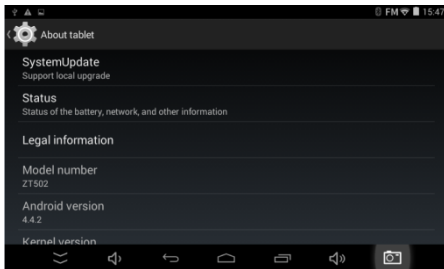 FM 15:47
About tablet
SystemUpdate
Support local upgrade
Status
Status of the battery, network, and other information
Legal information
Model number
ZT502
Android version
4.4.2
Kernel version